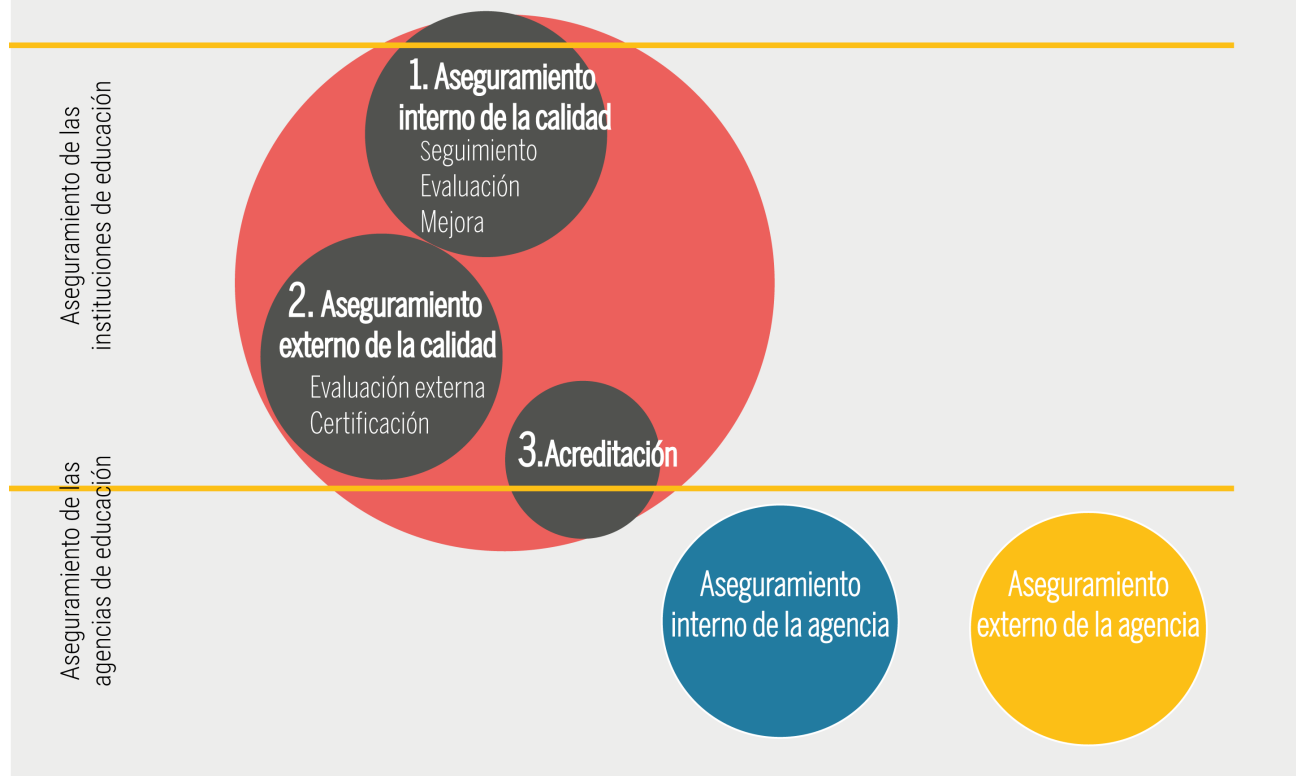 Aseguramiento de las
instituciones de educación
1. Aseguramiento
interno de la calidad
Seguimiento
Evaluación
Mejora
2. Aseguramiento
externo de la calidad
Evaluación externa
Certificación
3.Acreditación
Aseguramiento de las
agencias de educación
Aseguramiento
interno de la agencia
Aseguramiento
externo de la agencia